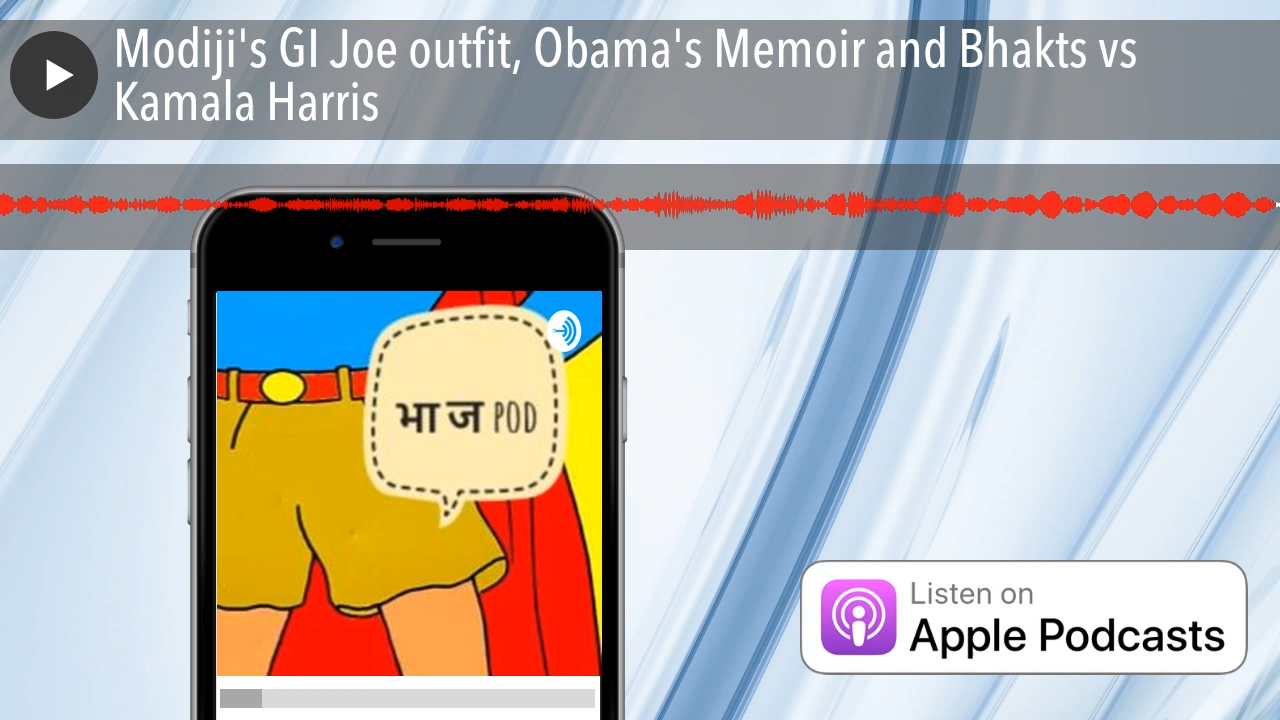 Modiji's GI Joe outfit, Obama's Memoir and Bhakts vs
Kamala Harris
भा ज POD
Listen on
Apple Podcasts